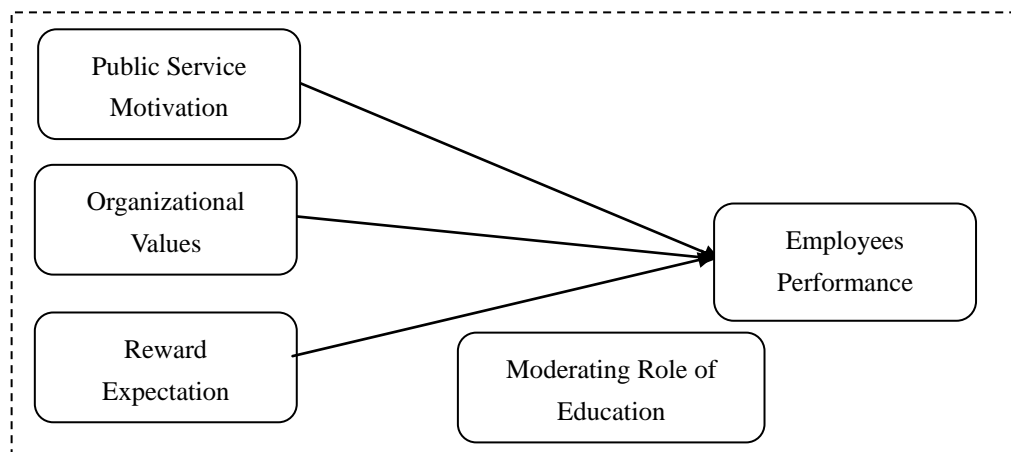 Public Service
Motivation
Organizational
Values
Employees
Performance
Reward
Expectation
Moderating Role of
Education